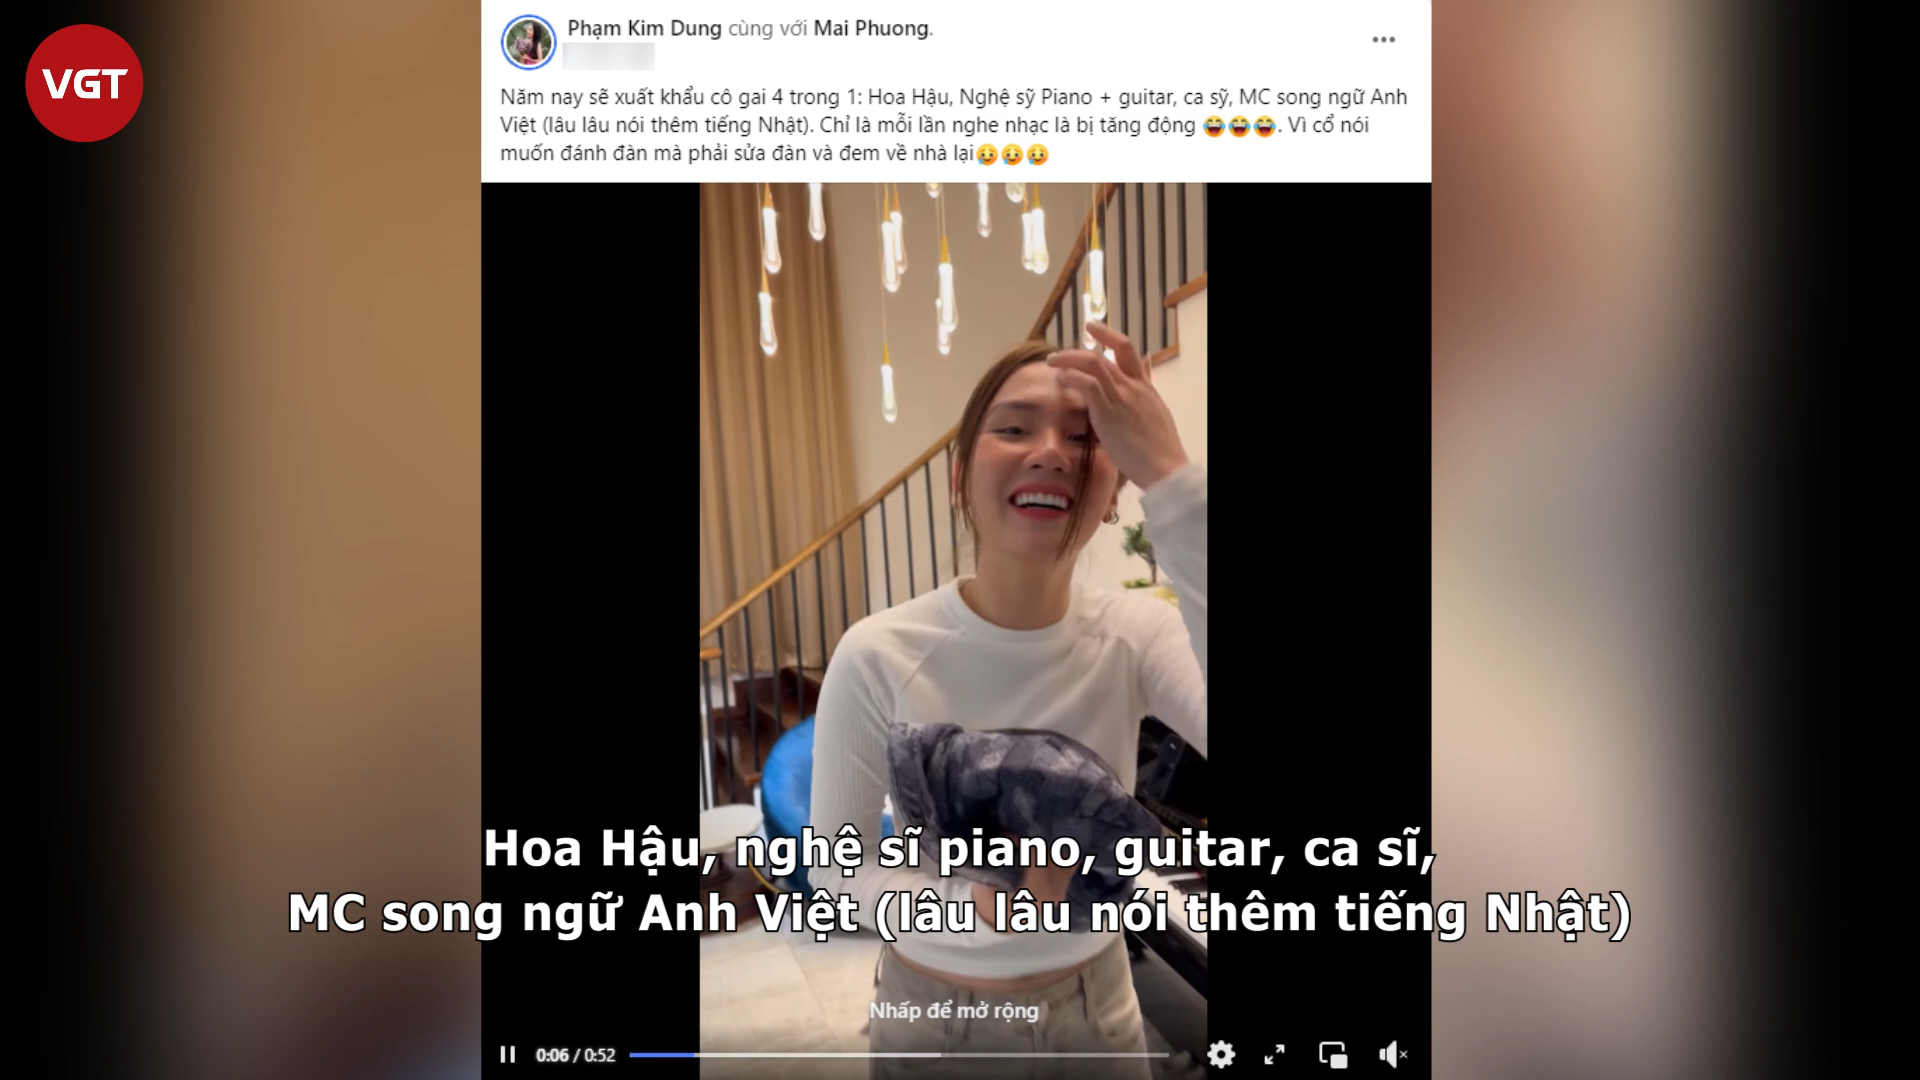 VGT
Phạm Kim Dung cùng với Mai Phuong.
Năm nay sẽ xuất khẩu cô gai 4 trong 1: Hoa Hậu, Nghệ sỹ Piano + guitar, ca sỹ, MC song ngữ Anh
Việt (lâu lâu nói thêm tiếng Nhật). Chỉ là mỗi lần nghe nhạc là bị tăng động 😂😂😂. Vì cổ nói
muốn đánh đàn mà phải sửa đàn và đem về nhà lại🥲🥲🥲
Hoa Hậu, nghệ sĩ piano, guitar, ca sĩ,
MC song ngữ Anh Việt (lâu lâu nói thêm tiếng Nhật)
Nhấp để mở rộng
0:06 / 0:52